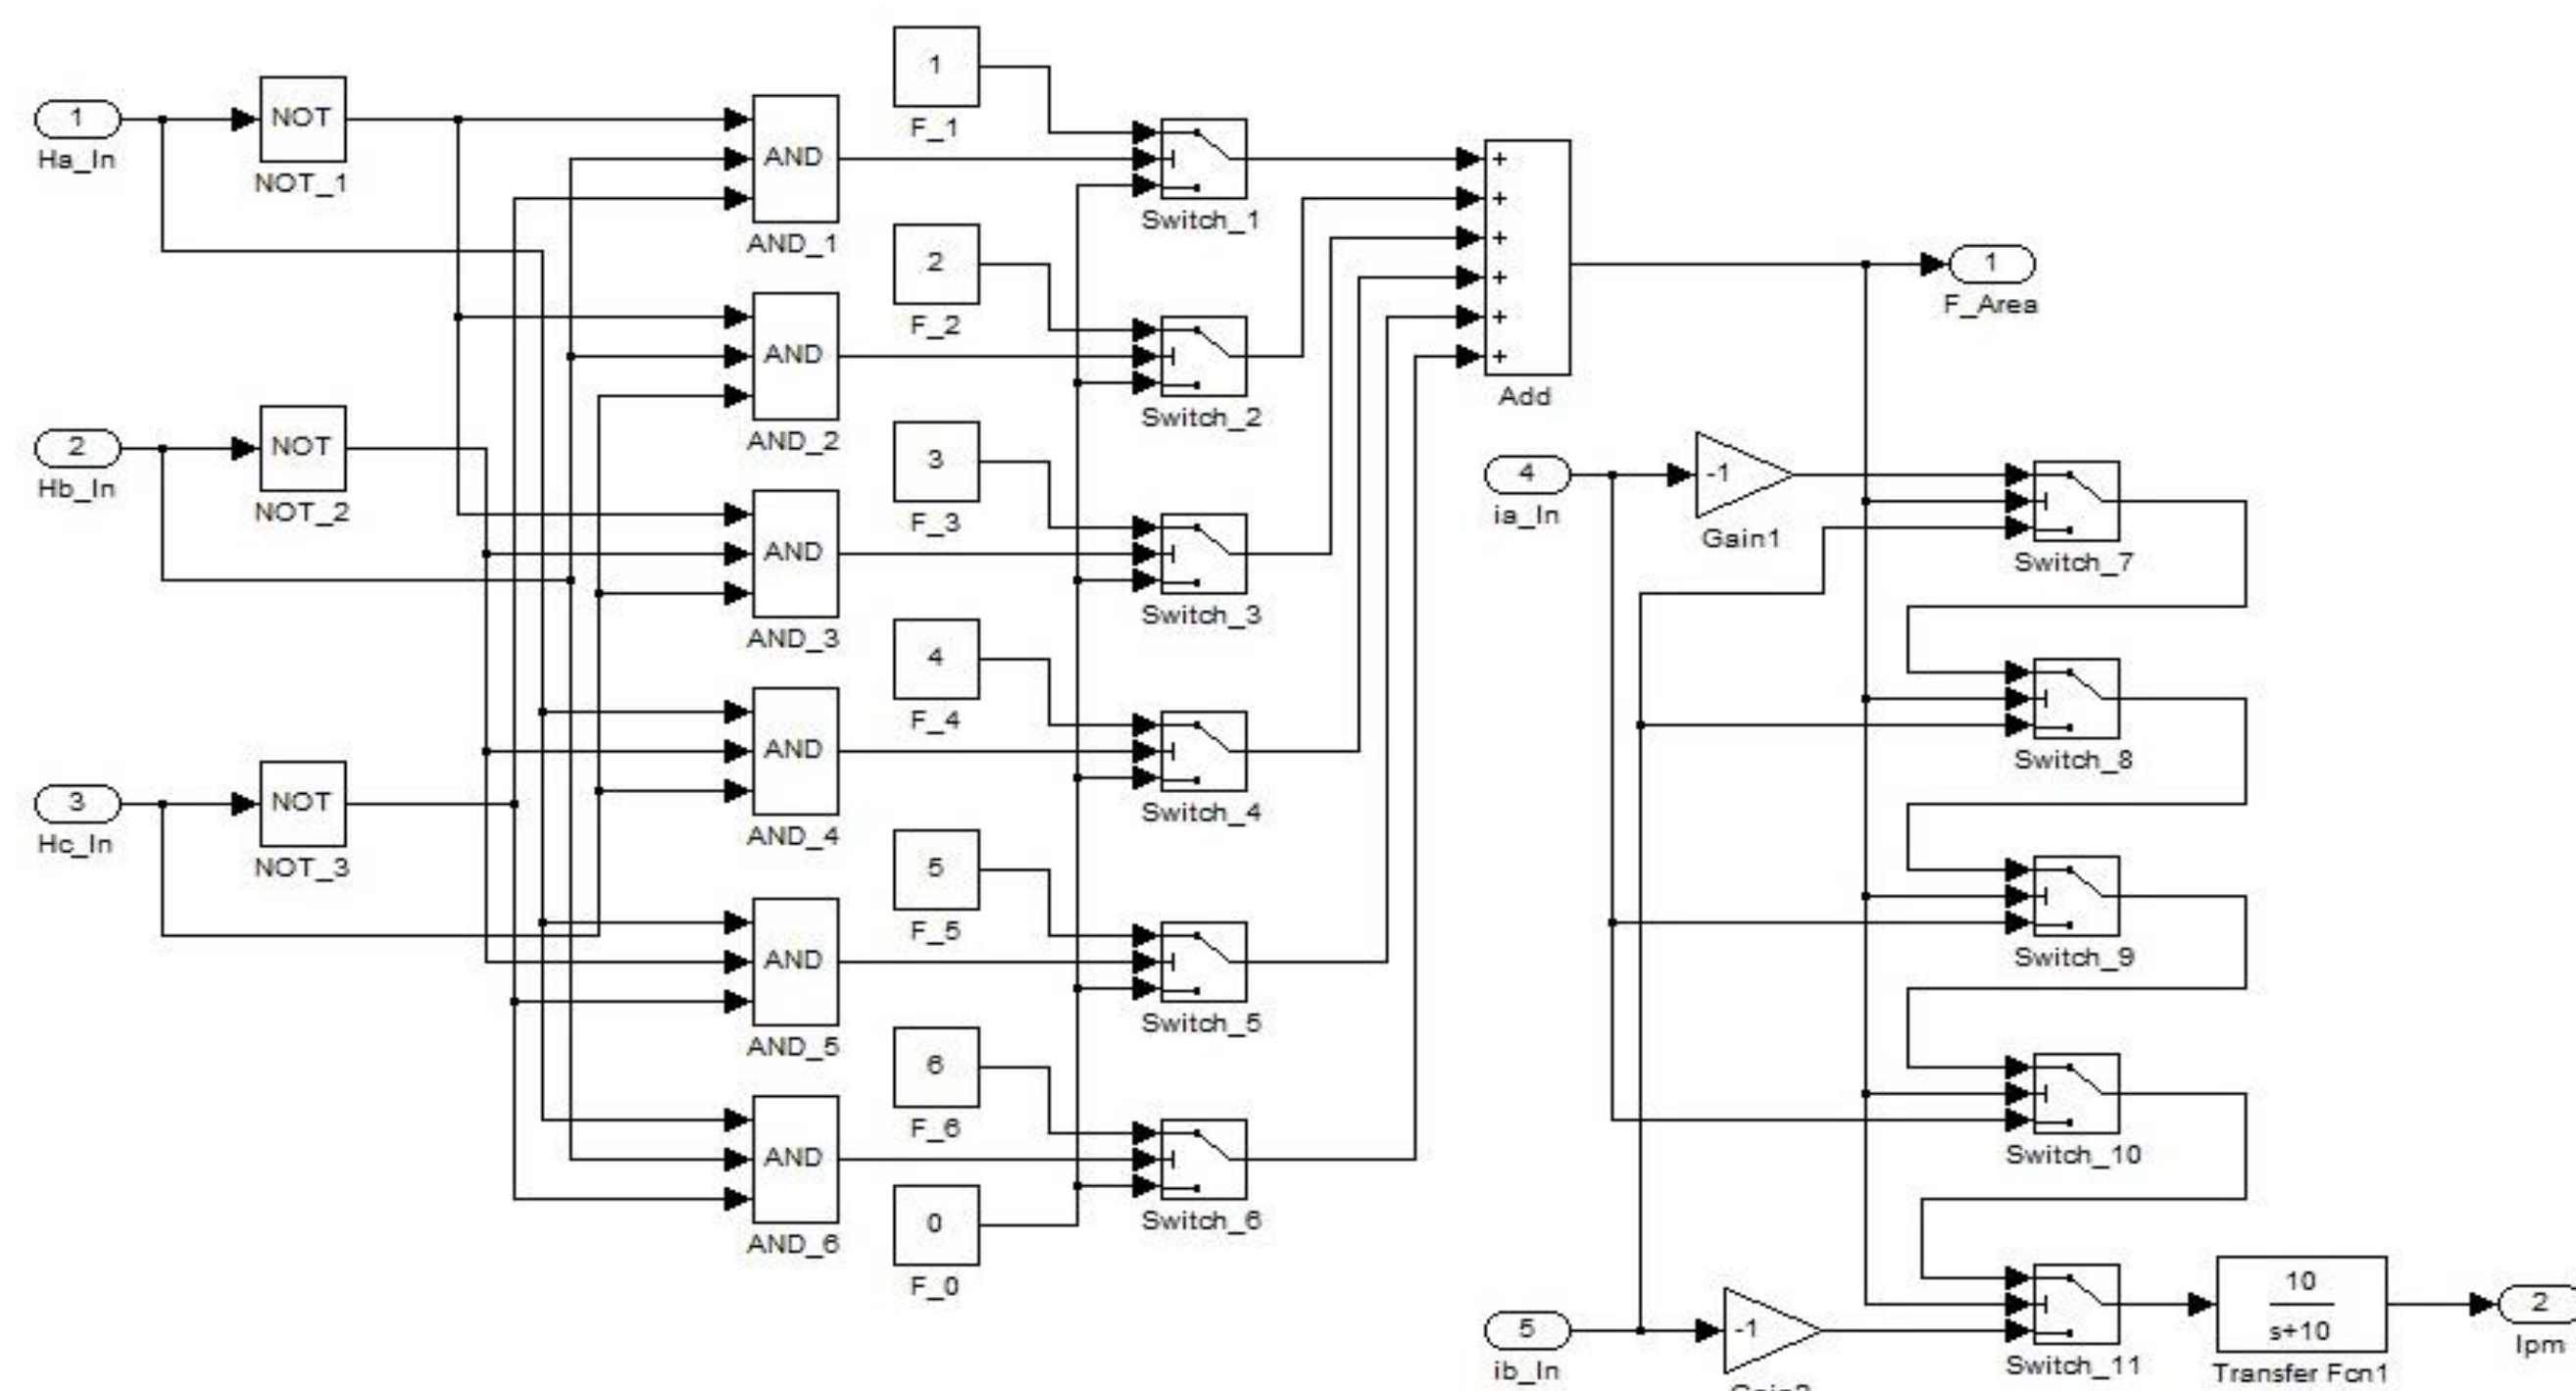 1
Ha_In
NOT
NOT_1
2
Hb_In
NOT
NOT_2
3
Hc_In
NOT
NOT_3
AND
AND_1
AND
AND_2
AND
AND_3
AND
AND_4
AND
AND_5
AND
AND_6
1
F_1
2
F_2
3
F_3
4
F_4
5
F_5
6
F_6
0
F_0
Switch_1
Switch_2
Switch_3
Switch_4
Switch_5
Switch_6
+
+
+
+
+
+
Add
1
F_Area
4
ia_In
-1
Gain1
Switch_7
Switch_8
Switch_9
Switch_10
5
ib_In
-1
Switch_11
10
s+10
Transfer Fcn1
2
Ipm